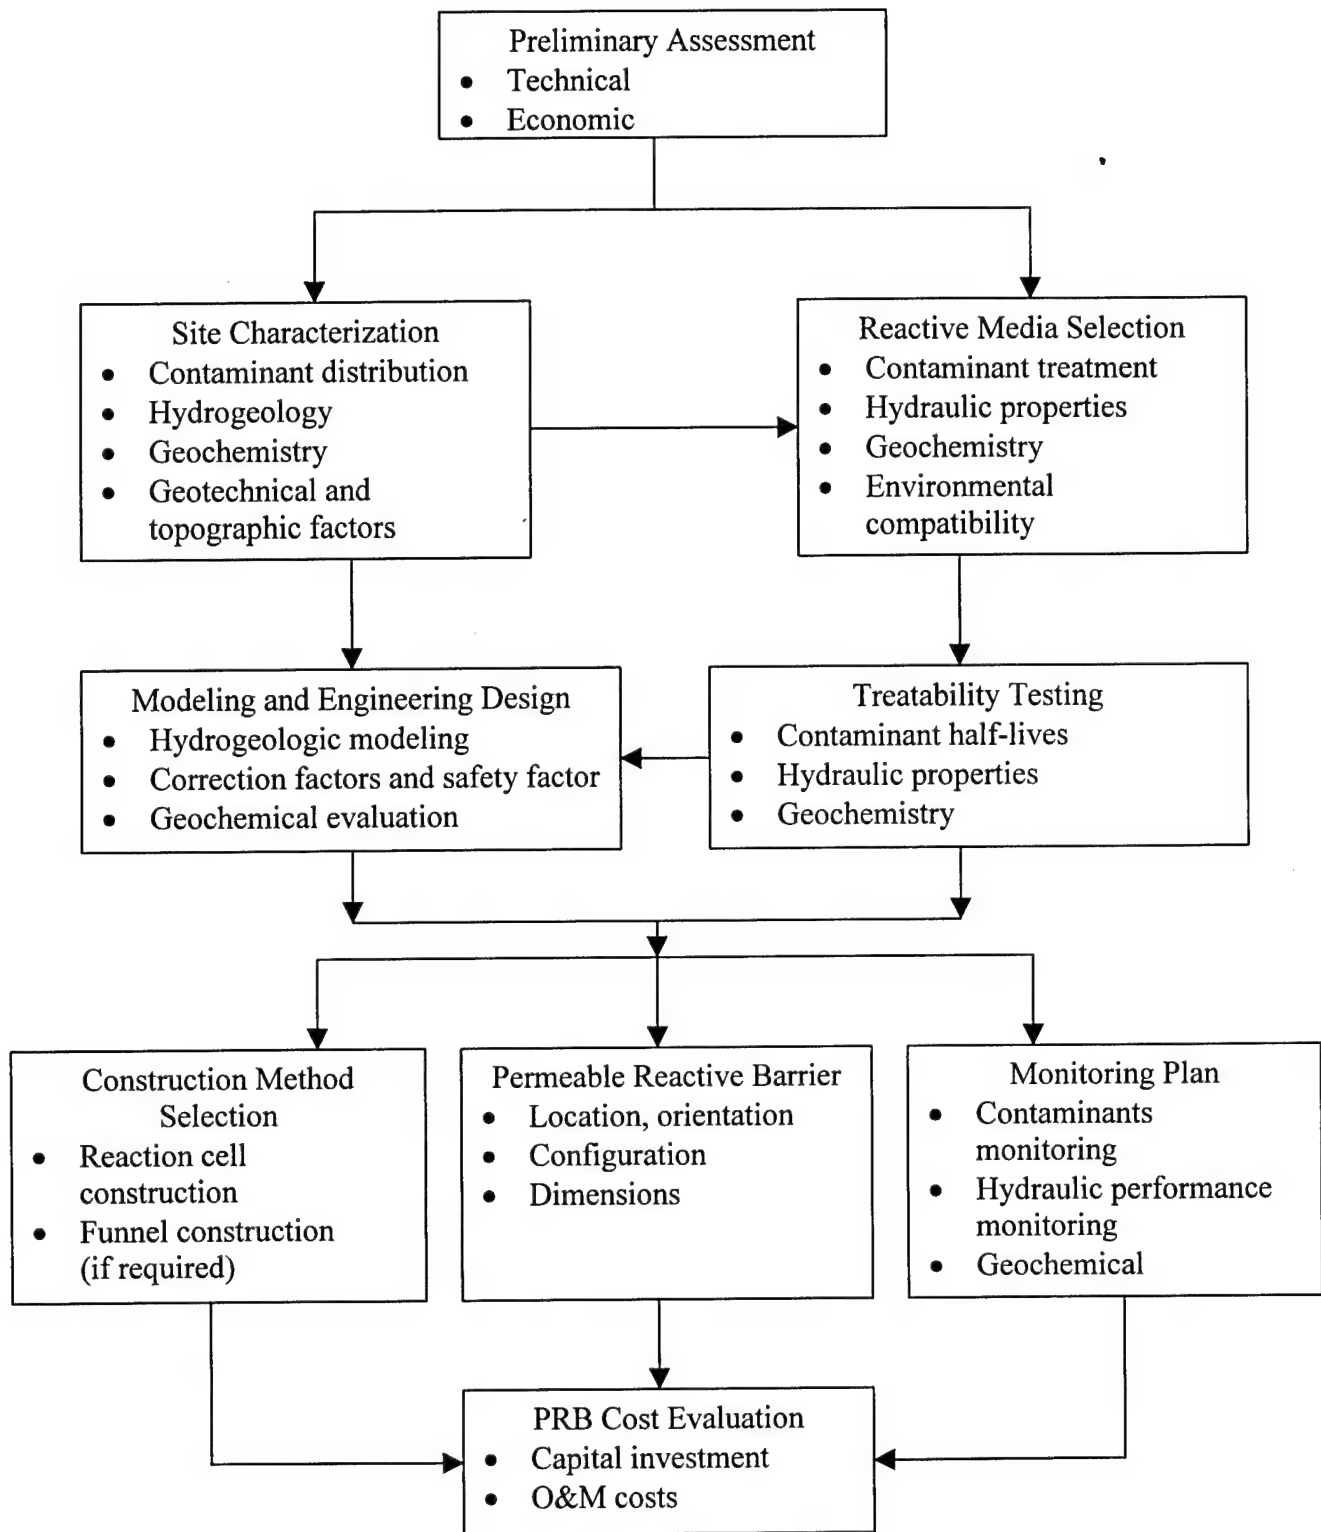 Preliminary Assessment
• Technical
• Economic
Site Characterization
• Contaminant distribution
• Hydrogeology
• Geochemistry
• Geotechnical and
topographic factors
Reactive Media Selection
• Contaminant treatment
• Hydraulic properties
• Geochemistry
• Environmental
compatibility
Modeling and Engineering Design
• Hydrogeologic modeling
• Correction factors and safety factor
• Geochemical evaluation
Treatability Testing
• Contaminant half-lives
• Hydraulic properties
• Geochemistry
Construction Method
Selection
• Reaction cell
construction
• Funnel construction
(if required)
Permeable Reactive Barrier
• Location, orientation
• Configuration
• Dimensions
Monitoring Plan
• Contaminants
monitoring
• Hydraulic performance
monitoring
• Geochemical
PRB Cost Evaluation
• Capital investment
• O&M costs